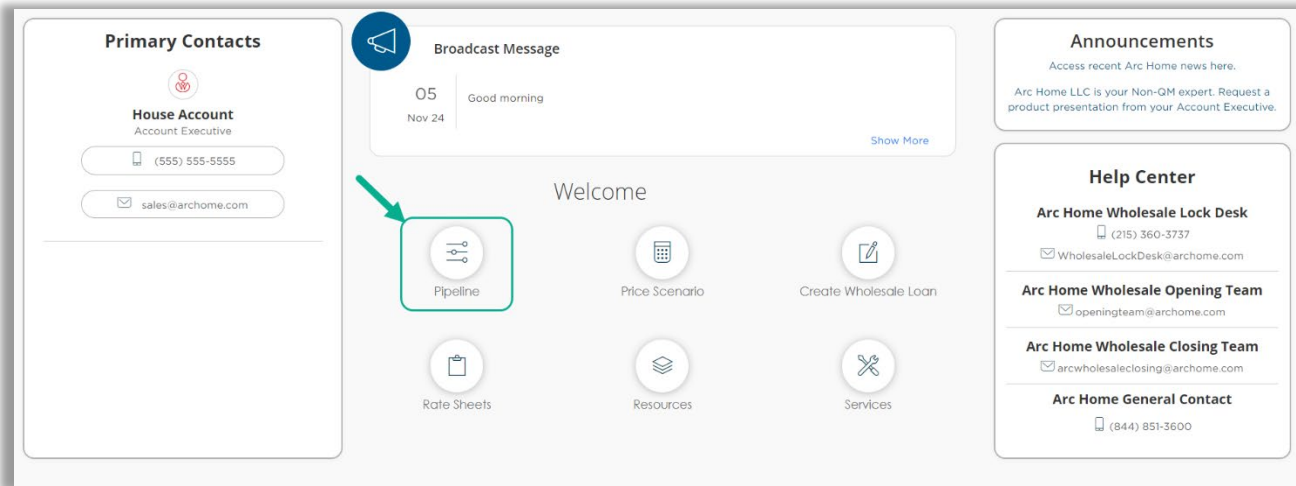 Primary Contacts
House Account
Account Executive
(555) 555-5555
sales@archome.com
Broadcast Message
05
Nov 24
Good morning
Show More
Welcome
Pipeline
Price Scenario
Create Wholesale Loan
Rate Sheets
Resources
Services
Announcements
Access recent Arc Home news here.
Arc Home LLC is your Non-QM expert. Request a
product presentation from your Account Executive.
Help Center
Arc Home Wholesale Lock Desk
(215) 360-3737
WholesaleLockDesk@archome.com
Arc Home Wholesale Opening Team
openingteam@archome.com
Arc Home Wholesale Closing Team
arcwholesaleclosing@archome.com
Arc Home General Contact
(844) 851-3600